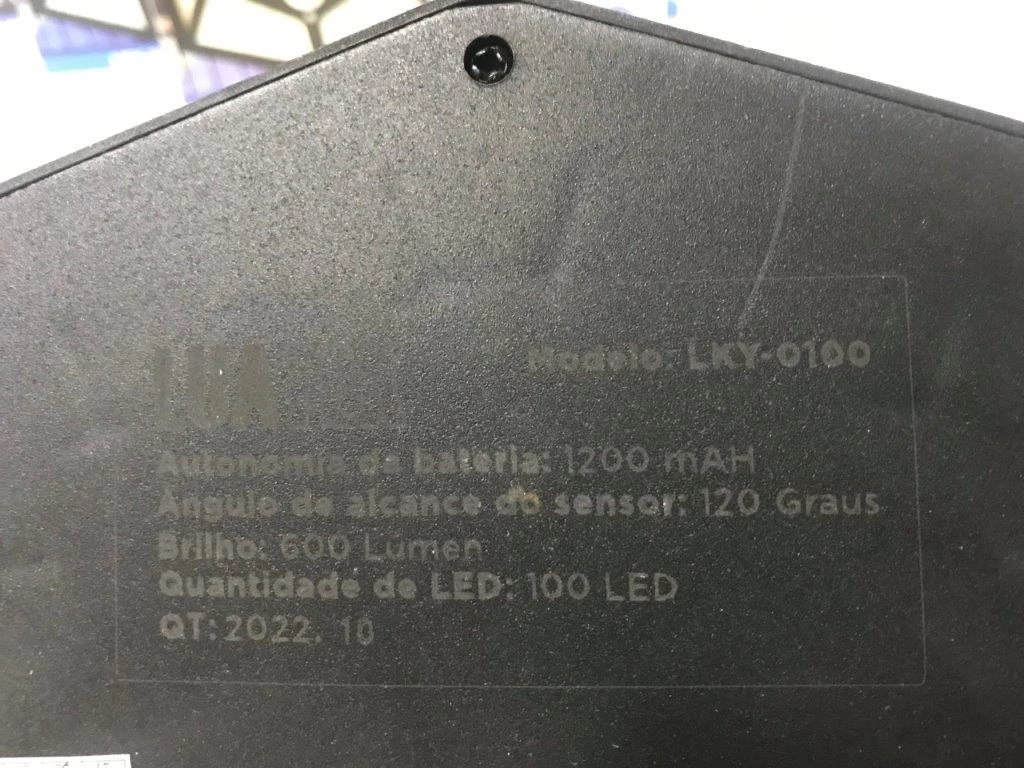 Modelo: LKY-0100
LUA
Autonomia da bateria: 1200 mAH
Ângulo de alcance do sensor: 120 Graus
Brilho: 600 Lumen
Quantidade de LED: 100 LED
QT: 2022. 10